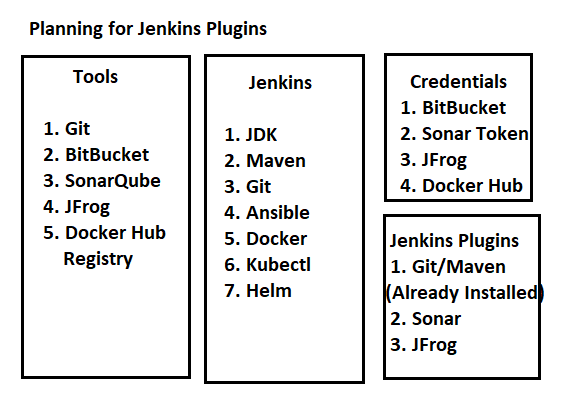 Planning for Jenkins Plugins
Tools
1. Git
2. BitBucket
3. SonarQube
4. JFrog
5. Docker Hub
Registry
Jenkins
1. JDK
2. Maven
3. Git
4. Ansible
5. Docker
6. Kubectl
7. Helm
Credentials
1. BitBucket
2. Sonar Token
3. JFrog
4. Docker Hub
Jenkins Plugins
1. Git/Maven
(Already Installed)
2. Sonar
3. JFrog